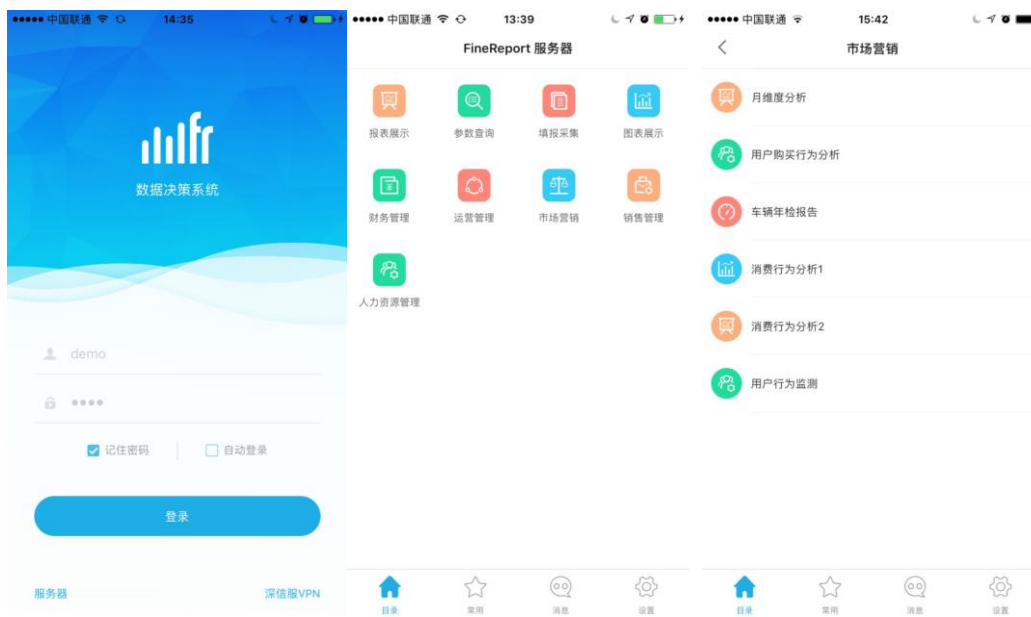 中国联通 14:35
fr
数据决策系统
demo
记住密码 自动登录
登录
服务器 深信服VPN
中国联通 13:39
FineReport 服务器
报表展示 参数查询 填报采集 图表展示
财务管理 运营管理 市场营销 销售管理
人力资源管理
目录 常用 消息 设置
中国联通 15:42
市场营销
月维度分析
用户购买行为分析
车辆年检报告
消费行为分析1
消费行为分析2
用户行为监测
目录 常用 消息 设置